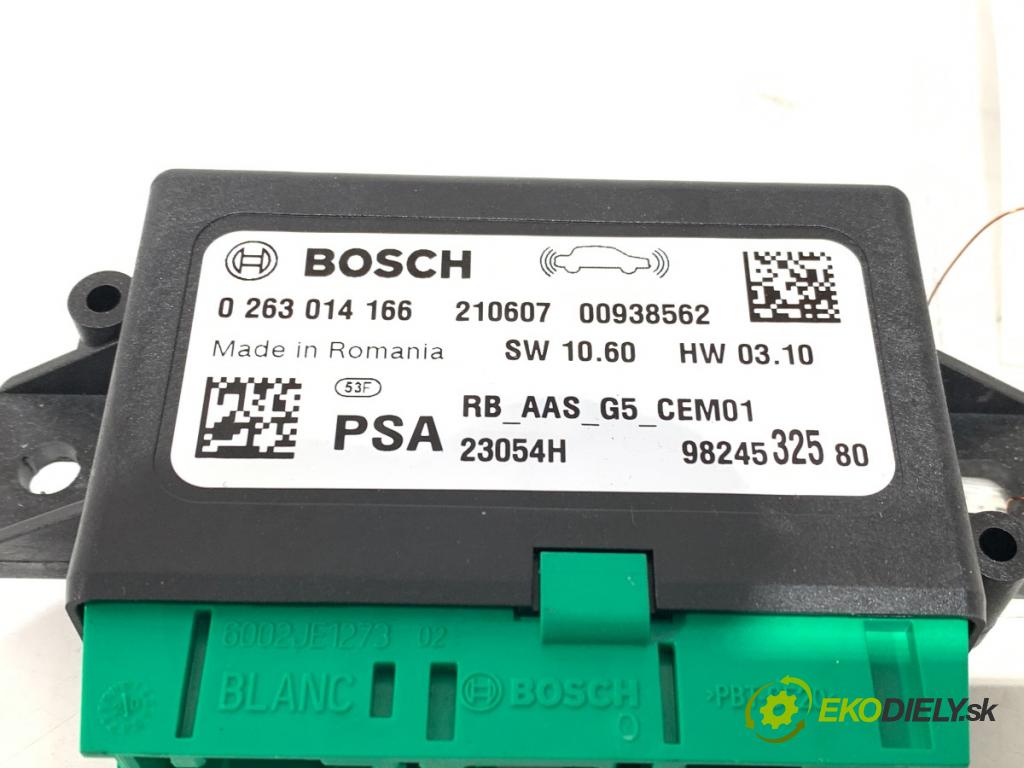 BOSCH
0 263 014 166 210607 00938562
Made in Romania SW 10.60 HW 03.10
53F
PSA RB_AAS_G5_CEM01
23054H 98245 325 80
6002JE1273 02
BLANC BOSCH
EKODIELY.sk